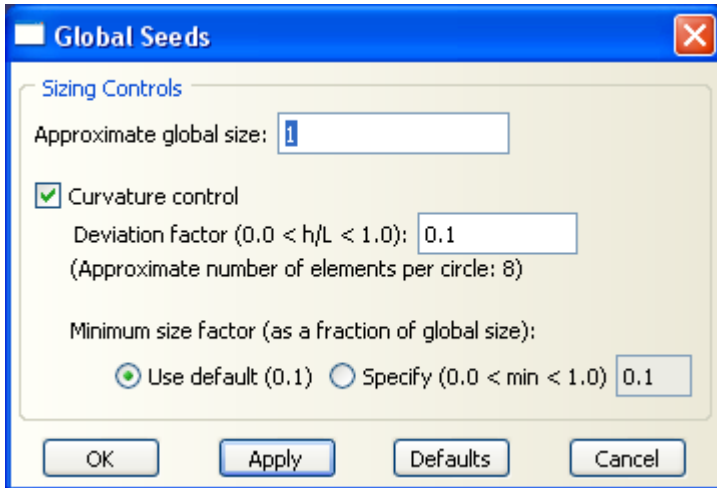 Global Seeds
Sizing Controls
Approximate global size: 1
Curvature control
Deviation factor (0.0 < h/L < 1.0): 0.1
(Approximate number of elements per circle: 8)
Minimum size factor (as a fraction of global size):
Use default (0.1) Specify (0.0 < min < 1.0) 0.1
OK Apply Defaults Cancel